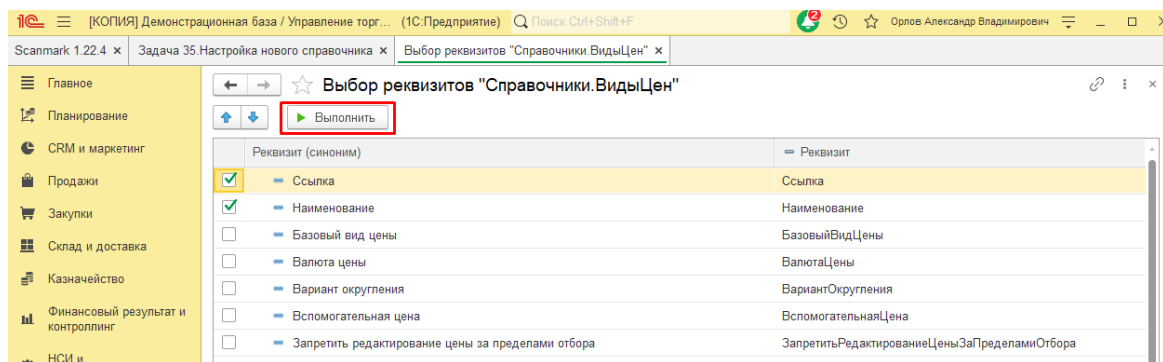 [КОПИЯ] Демонстрационная база / Управление торг... (1С:Предприятие) Поиск Ctrl+Shift+F 2 Орлов Александр Владимирович
Scanmark 1.22.4 × Задача 35.Настройка нового справочника × Выбор реквизитов "Справочники.ВидыЦен" ×
Главное
Выбор реквизитов "Справочники.ВидыЦен"
Планирование
Выполнить
CRM и маркетинг
Реквизит (синоним) Реквизит
Продажи
Ссылка Ссылка
Закупки
Наименование Наименование
Склад и доставка
Базовый вид цены БазовыйВидЦены
Валюта цены ВалютаЦены
Казначейство
Вариант округления ВариантОкругления
Финансовый результат и
контроллинг
Вспомогательная цена ВспомогательнаяЦена
Запретить редактирование цены за пределами отбора ЗапретитьРедактированиеЦеныЗаПределамиОтбора
НСИ и